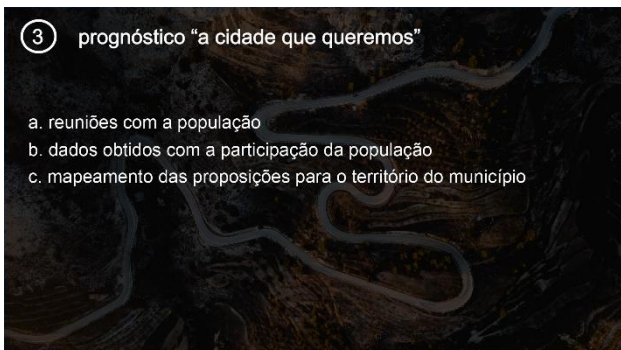 3 prognóstico “a cidade que queremos”
a. reuniões com a população
b. dados obtidos com a participação da população
c. mapeamento das proposições para o território do município